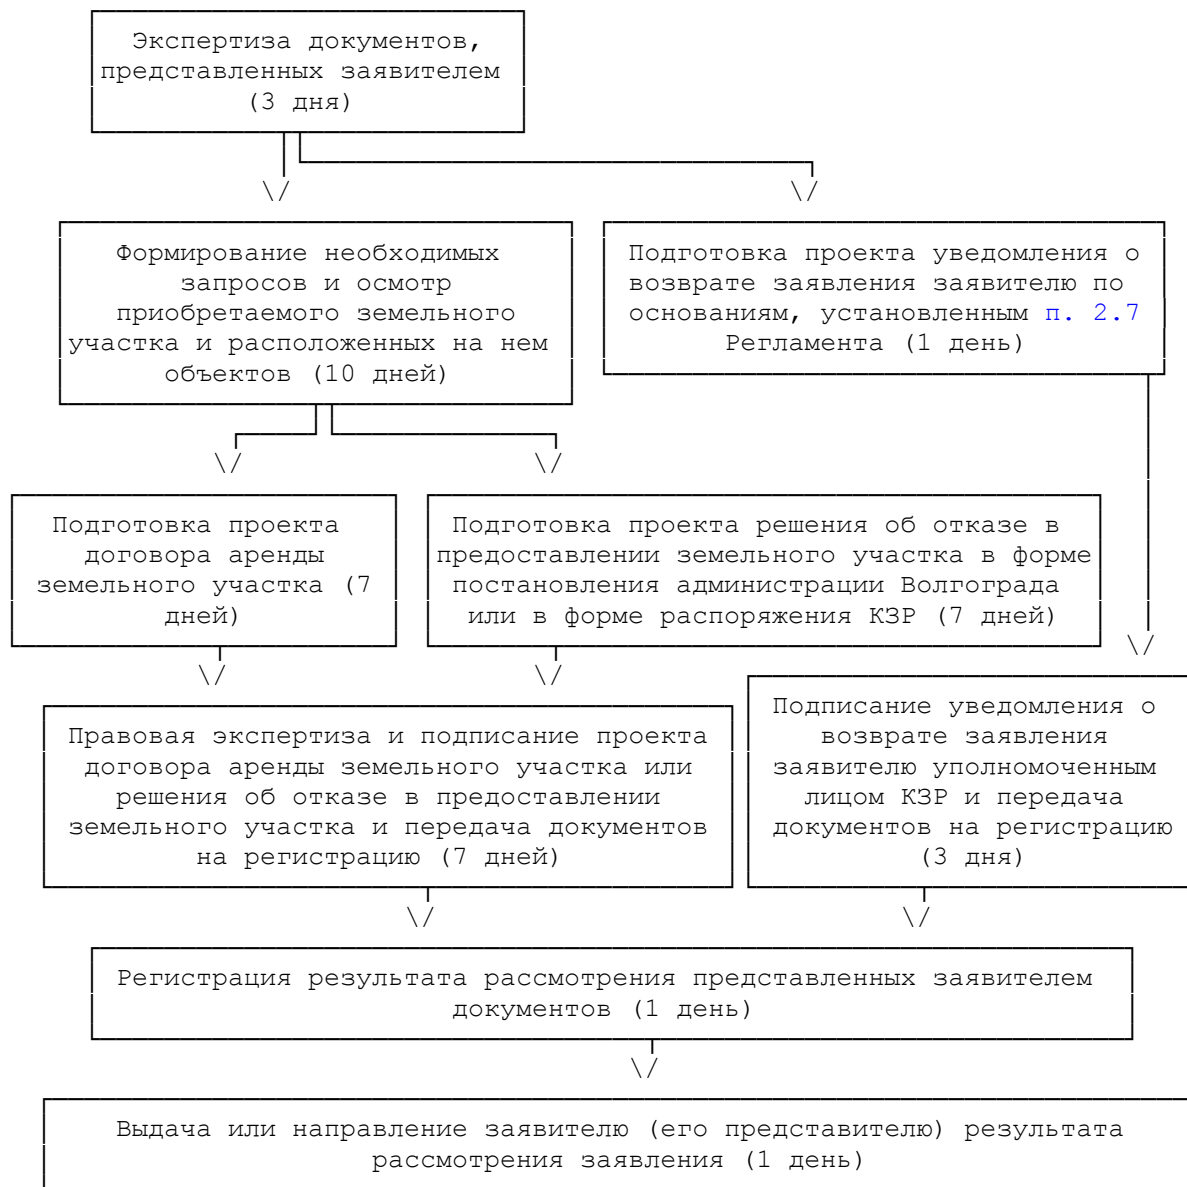 Экспертиза документов,
представленных заявителем
(3 дня)
\/
\/
Формирование необходимых
запросов и осмотр
приобретаемого земельного
участка и расположенных на нем
объектов (10 дней)
Подготовка проекта уведомления о
возврате заявления заявителю по
основаниям, установленным п. 2.7
Регламента (1 день)
\/
\/
Подготовка проекта
договора аренды
земельного участка (7
дней)
Подготовка проекта решения об отказе в
предоставлении земельного участка в форме
постановления администрации Волгограда
или в форме распоряжения КЗР (7 дней)
\/
\/
\/
Правовая экспертиза и подписание проекта
договора аренды земельного участка или
решения об отказе в предоставлении
земельного участка и передача документов
на регистрацию (7 дней)
Подписание уведомления о
возврате заявления
заявителю уполномоченным
лицом КЗР и передача
документов на регистрацию
(3 дня)
\/
\/
Регистрация результата рассмотрения представленных заявителем
документов (1 день)
\/
Выдача или направление заявителю (его представителю) результата
рассмотрения заявления (1 день)